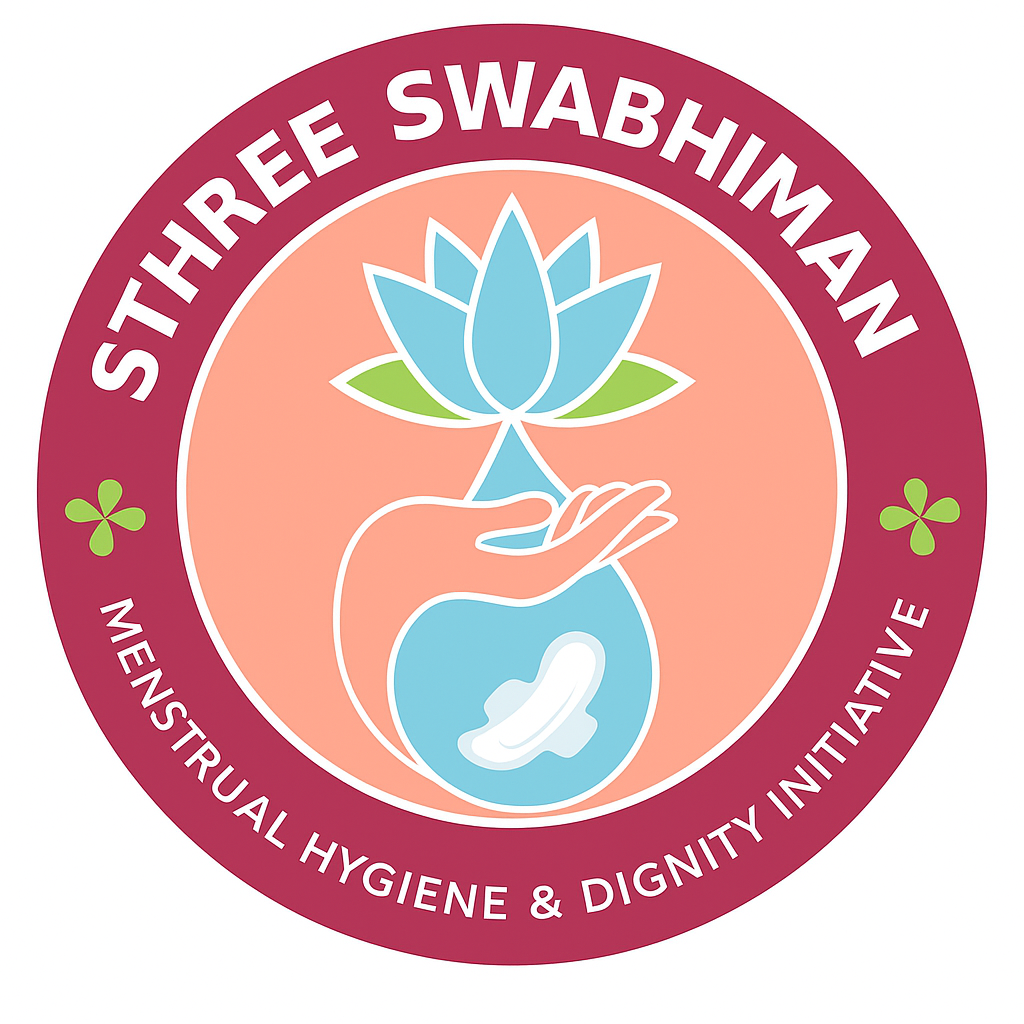 STHREE SWABHIMAN
MENSTRUAL HYGIENE & DIGNITY INITIATIVE